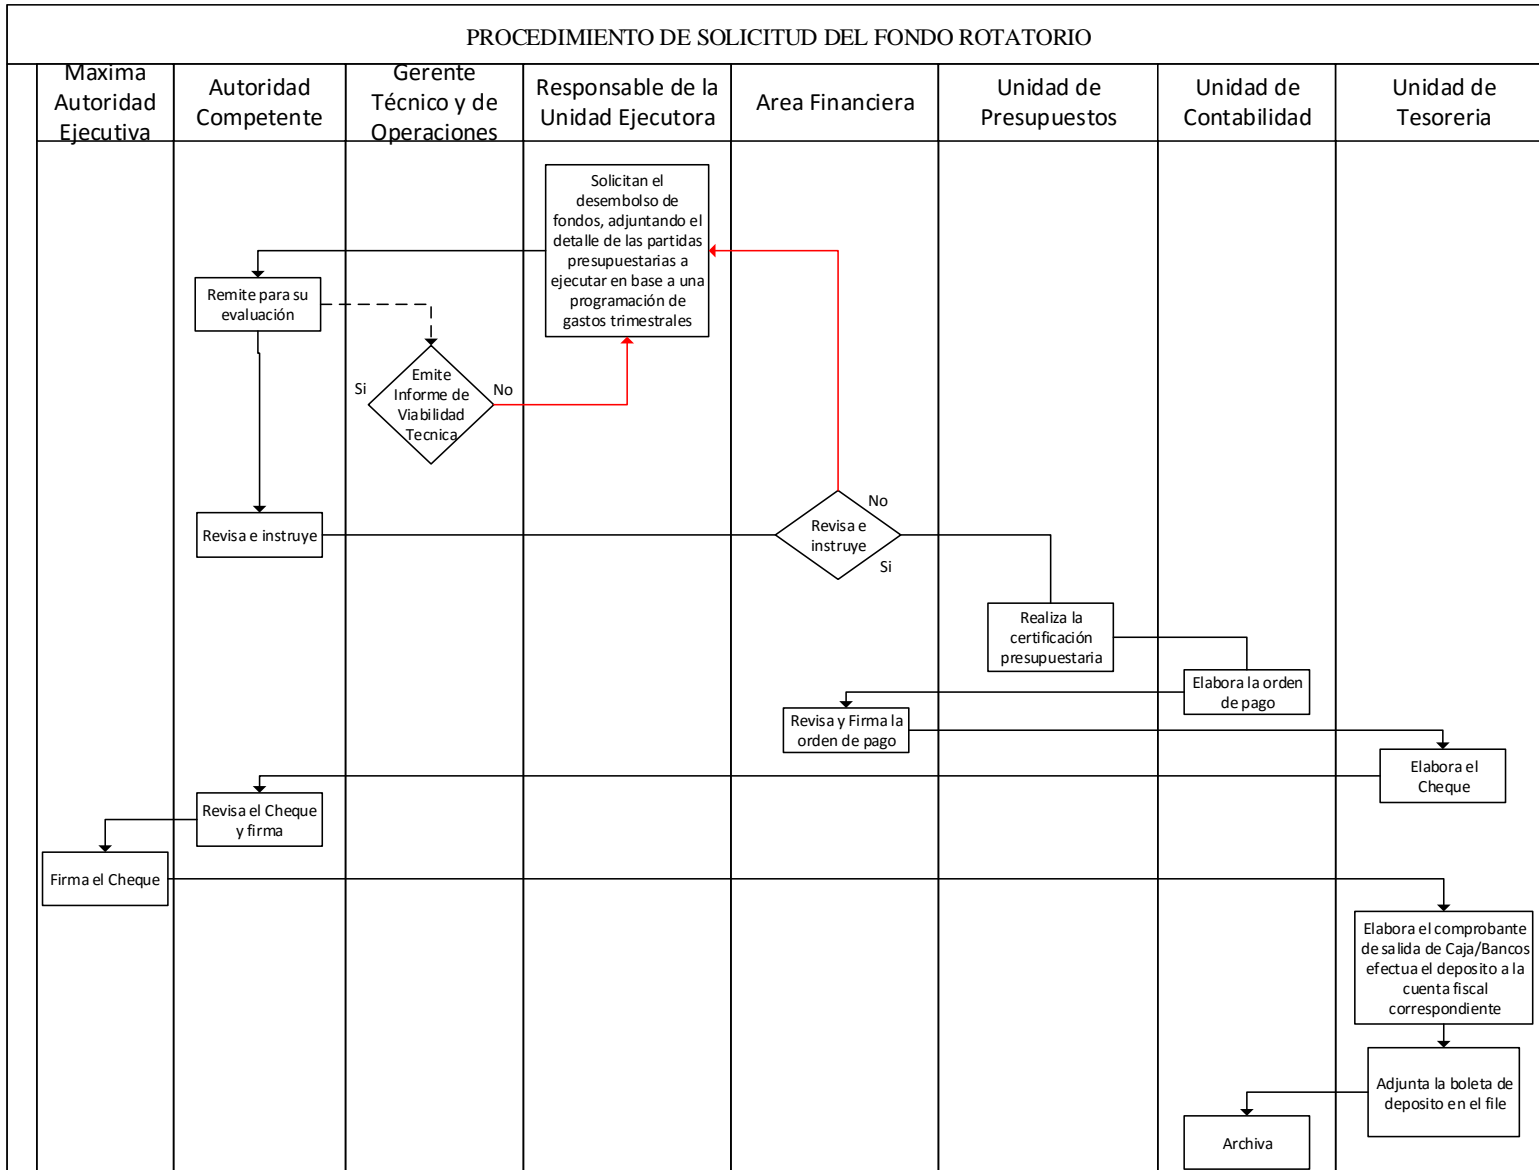 PROCEDIMIENTO DE SOLICITUD DEL FONDO ROTATORIO
Maxima
Autoridad
Ejecutiva
Autoridad
Competente
Gerente
Técnico y de
Operaciones
Responsable de la
Unidad Ejecutora
Area Financiera
Unidad de
Presupuestos
Unidad de
Contabilidad
Unidad de
Tesoreria
Solicitan el
desembolso de
fondos, adjuntando el
detalle de las partidas
presupuestarias a
ejecutar en base a una
programación de
gastos trimestrales
Remite para su
evaluación
Si
Emite
Informe de
Viabilidad
Tecnica
No
Revisa e instruye
No
Revisa e
instruye
Si
Realiza la
certificación
presupuestaria
Elabora la orden
de pago
Revisa y Firma la
orden de pago
Elabora el
Cheque
Revisa el Cheque
y firma
Firma el Cheque
Elabora el comprobante
de salida de Caja/Bancos
efectua el deposito a la
cuenta fiscal
correspondiente
Adjunta la boleta de
deposito en el file
Archiva